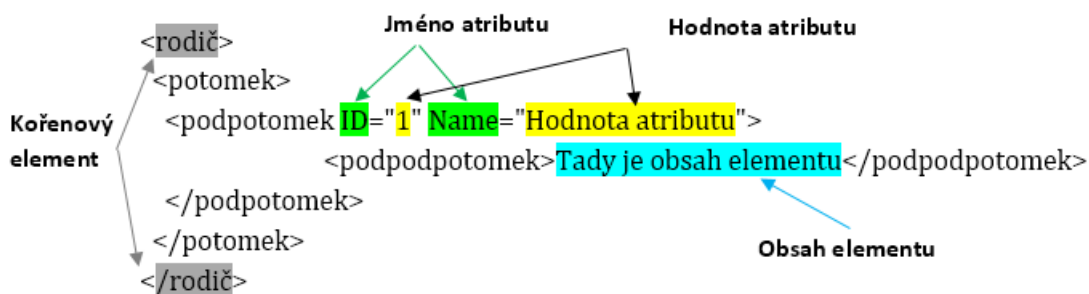 Jméno atributu
Hodnota atributu
<rodič>
<potomek>
<podpotomek ID="1" Name="Hodnota atributu">
Kořenový
element
<podpodpotomek>Tady je obsah elementu</podpodpotomek>
</podpotomek>
</potomek>
Obsah elementu
</rodič>